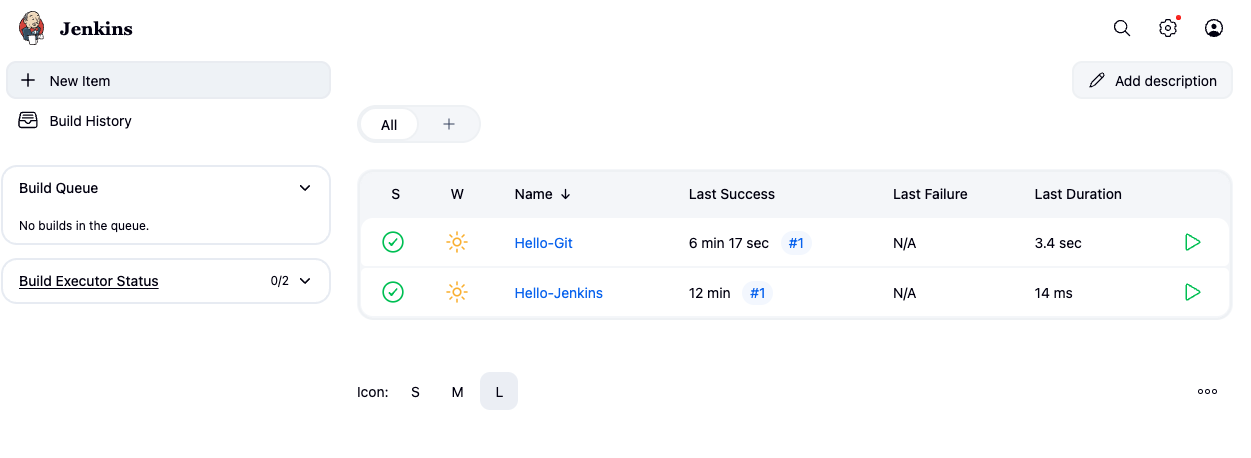 Jenkins
New Item
Add description
Build History
All
Build Queue
No builds in the queue.
Build Executor Status 0/2
S W Name ↓ Last Success Last Failure Last Duration
Hello-Git 6 min 17 sec #1 N/A 3.4 sec
Hello-Jenkins 12 min #1 N/A 14 ms
Icon: S M L